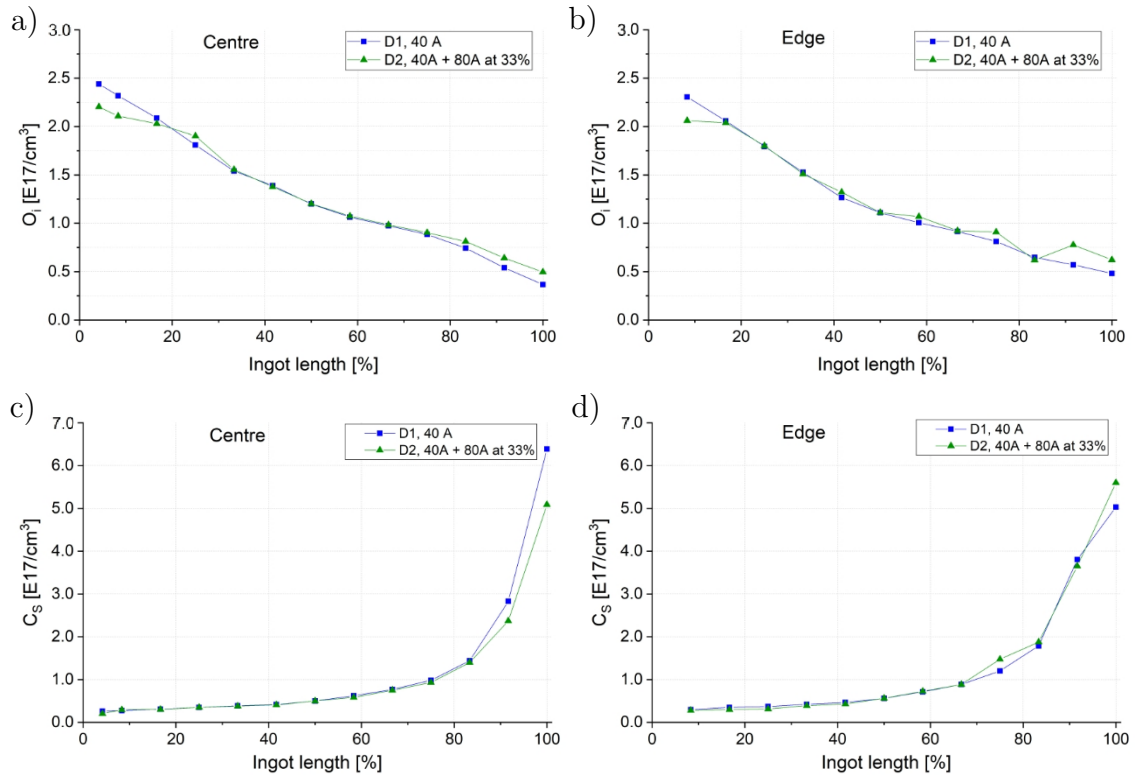 a)
Centre
D1, 40 A
D2, 40A + 80A at 33%
3.0
2.5
2.0
1.5
1.0
0.5
0.0
O_i [E17/cm³]
0 20 40 60 80 100
Ingot length [%]
b)
Edge
D1, 40 A
D2, 40A + 80A at 33%
3.0
2.5
2.0
1.5
1.0
0.5
0.0
O_i [E17/cm³]
0 20 40 60 80 100
Ingot length [%]
c)
Centre
D1, 40 A
D2, 40A + 80A at 33%
7.0
6.0
5.0
4.0
3.0
2.0
1.0
0.0
C_S [E17/cm³]
0 20 40 60 80 100
Ingot length [%]
d)
Edge
D1, 40 A
D2, 40A + 80A at 33%
7.0
6.0
5.0
4.0
3.0
2.0
1.0
0.0
C_S [E17/cm³]
0 20 40 60 80 100
Ingot length [%]